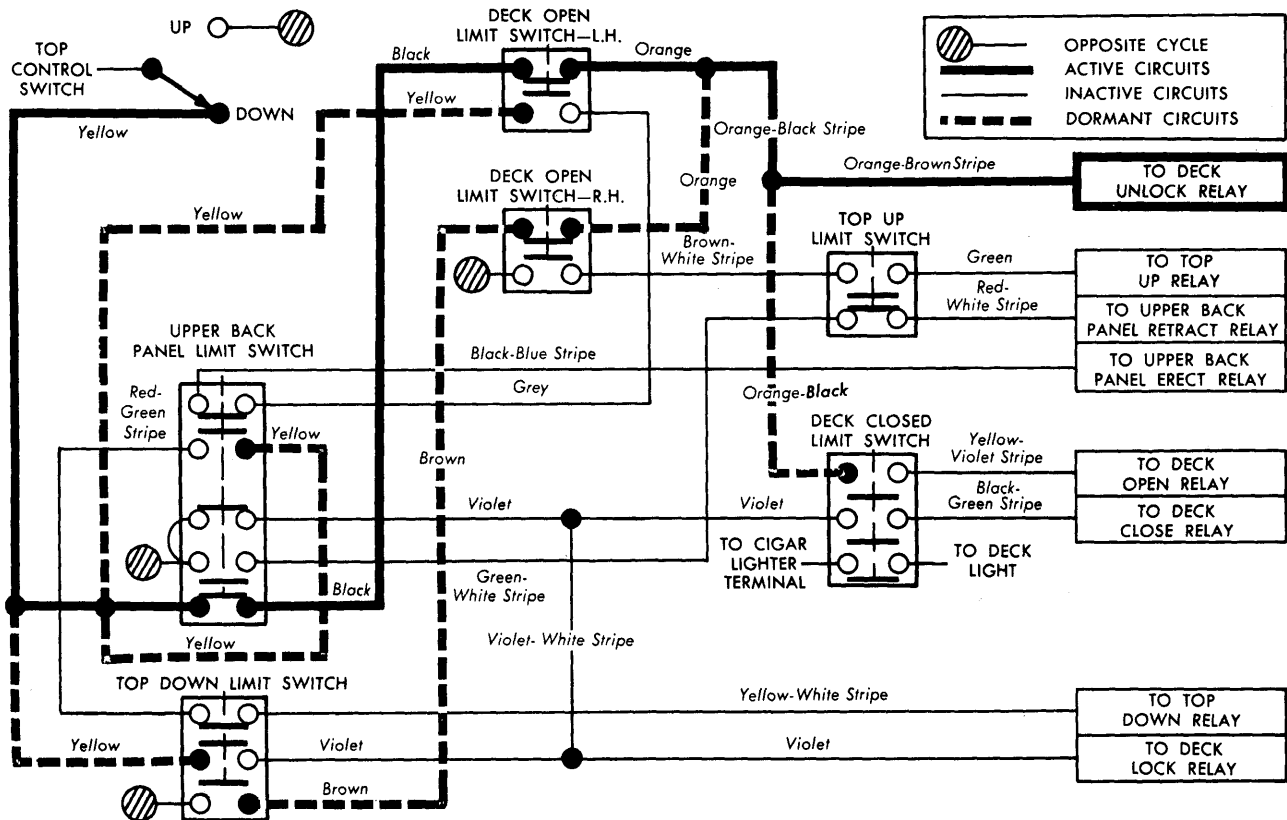 UP
TOP
CONTROL
SWITCH
DOWN
Yellow
DECK OPEN
LIMIT SWITCH—L.H.
Black
Orange
Yellow
Orange-Black Stripe
OPPOSITE CYCLE
ACTIVE CIRCUITS
INACTIVE CIRCUITS
DORMANT CIRCUITS
Yellow
DECK OPEN
LIMIT SWITCH—R.H.
Orange
Orange-Brown Stripe
TO DECK
UNLOCK RELAY
Brown-
White Stripe
TOP UP
LIMIT SWITCH
Green
Red-
White Stripe
TO TOP
UP RELAY
TO UPPER BACK
PANEL RETRACT RELAY
TO UPPER BACK
PANEL ERECT RELAY
UPPER BACK
PANEL LIMIT SWITCH
Black-Blue Stripe
Grey
Red-
Green
Stripe
Yellow
Brown
Orange-Black
DECK CLOSED
LIMIT SWITCH
Yellow-
Violet Stripe
Black-
Green Stripe
TO DECK
OPEN RELAY
TO DECK
CLOSE RELAY
Violet
Violet
TO CIGAR
LIGHTER
TERMINAL
TO DECK
LIGHT
Black
Green-
White Stripe
Yellow
Violet- White Stripe
TOP DOWN LIMIT SWITCH
Yellow-White Stripe
TO TOP
DOWN RELAY
Yellow
Violet
Violet
TO DECK
LOCK RELAY
Brown